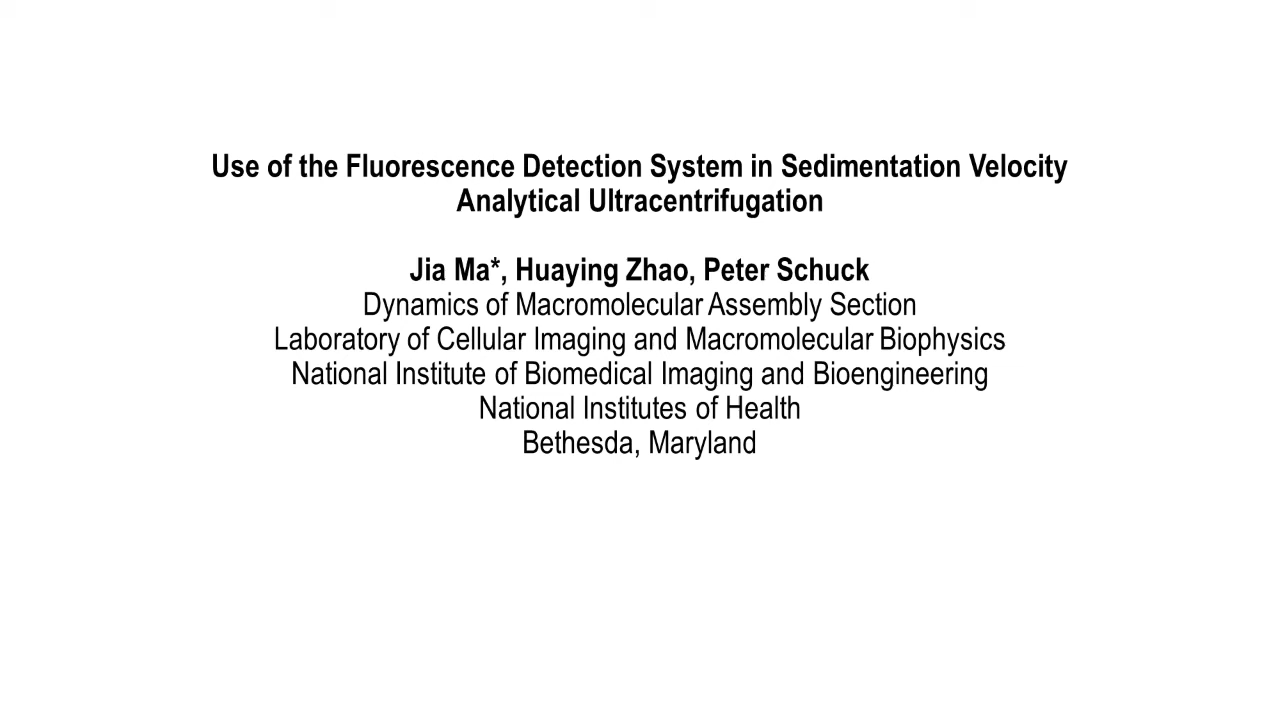 Use of the Fluorescence Detection System in Sedimentation Velocity
Analytical Ultracentrifugation
Jia Ma*, Huaying Zhao, Peter Schuck
Dynamics of Macromolecular Assembly Section
Laboratory of Cellular Imaging and Macromolecular Biophysics
National Institute of Biomedical Imaging and Bioengineering
National Institutes of Health
Bethesda, Maryland